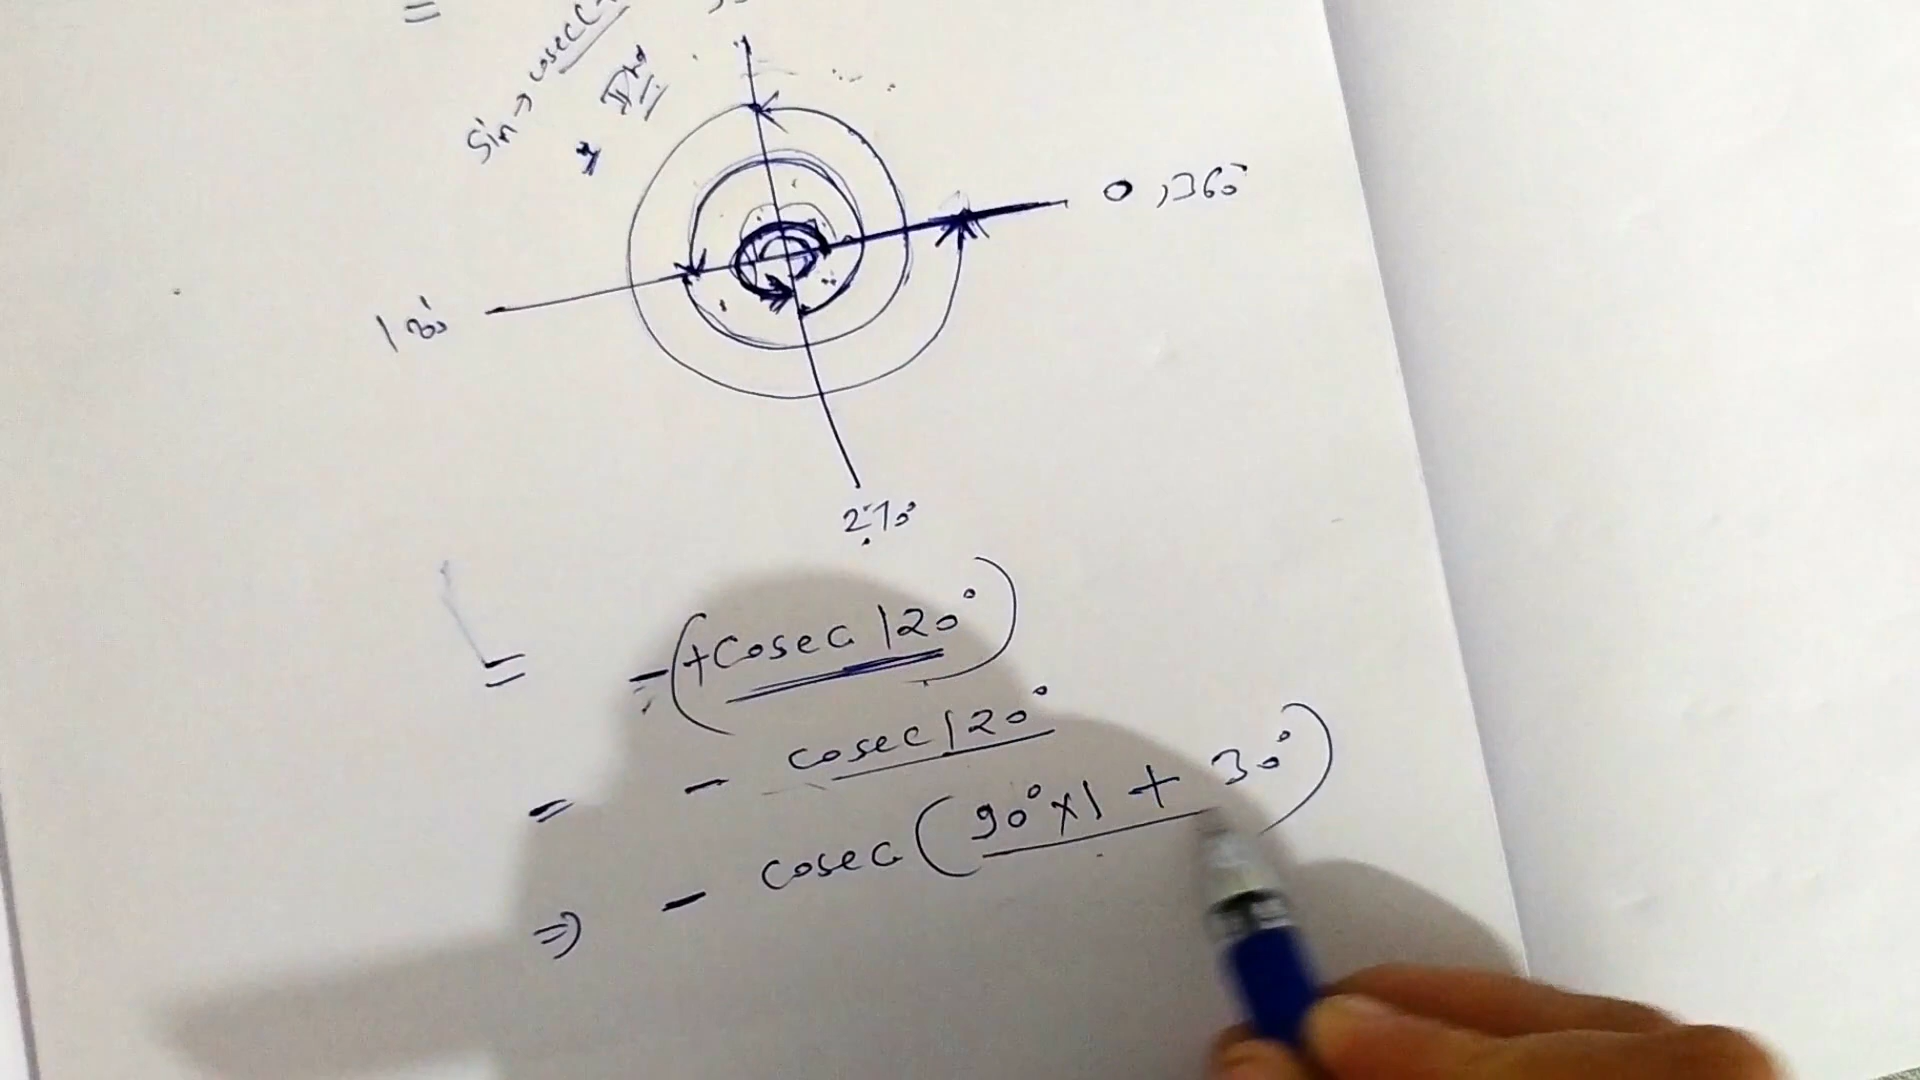 =
sin → cosec
0, 360°
180°
270°
= -(+cosec 120°)
= - cosec 120°
⇒ - cosec (90°×1 + 30°)